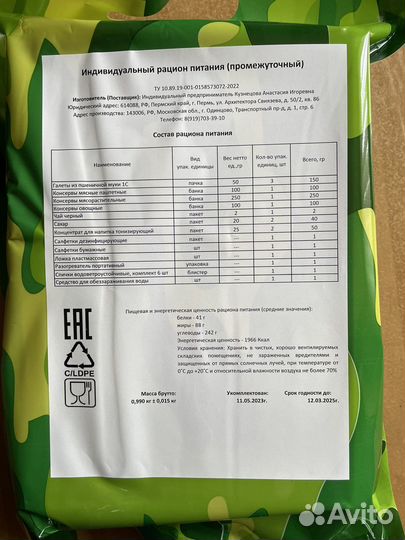 Индивидуальный рацион питания (промежуточный)
ТУ 10.89.19-001-0158573072-2022
Изготовитель (Поставщик): Индивидуальный предприниматель Кузнецова Анастасия Игоревна
Юридический адрес: 614088, РФ, Пермский край, г. Пермь, ул. Архитектора Свиязева, д. 50/2, кв. 86
Адрес производства: 143006, РФ, Московская обл., г. Одинцово, Транспортный пр-д, д. 1, стр. 6
Телефон: 8(919)703-39-10
Состав рациона питания
Наименование Вид упак. единицы Вес нетто ед.,гр Кол-во упак. единиц, шт Всего, гр
Галеты из пшеничной муки 1С пачка 50 3 150
Консервы мясные паштетные банка 100 1 100
Консервы мясорастительные банка 250 1 250
Консервы овощные банка 100 1 100
Чай черный пакет 2 1 2
Сахар пакет 20 2 40
Концентрат для напитка тонизирующий пакет 25 2 50
Салфетки дезинфицирующие пакет --- 1 1
Салфетки бумажные шт --- 1 1
Ложка пластмассовая шт --- 1 1
Разогреватель портативный упаковка --- 1 1
Спички водоветроустойчивые, комплект 6 шт блистер --- 1 1
Средство для обеззараживания воды шт --- 1 1
Пищевая и энергетическая ценность рациона питания (средние значения):
белки - 41 г
жиры - 88 г
углеводы - 242 г
Энергетическая ценность - 1966 Ккал
Условия хранения: Хранить в чистых, хорошо вентилируемых
складских помещениях, не зараженных вредителями и
защищенных от прямых солнечных лучей, при температуре от
0˚С до +20˚С и относительной влажности воздуха не более 70%
EAC
C/LDPE
Масса брутто: Укомплектован: Срок годности до:
0,990 кг ± 0,015 кг 11.05.2023г. 12.03.2025г.
Avito